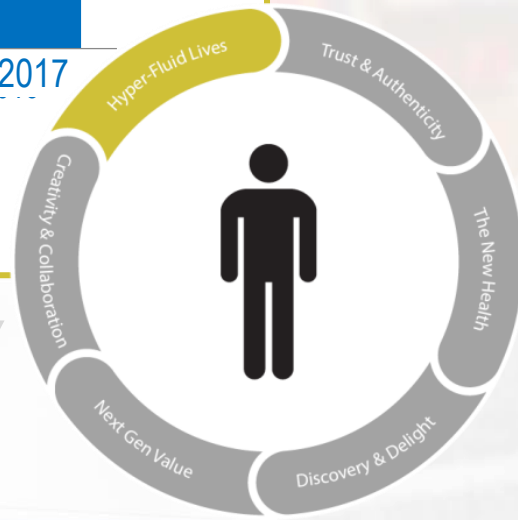 2017
Hyper-Fluid Lives
Trust & Authenticity
The New Health
Discovery & Delight
Next Gen Value
Creativity & Collaboration